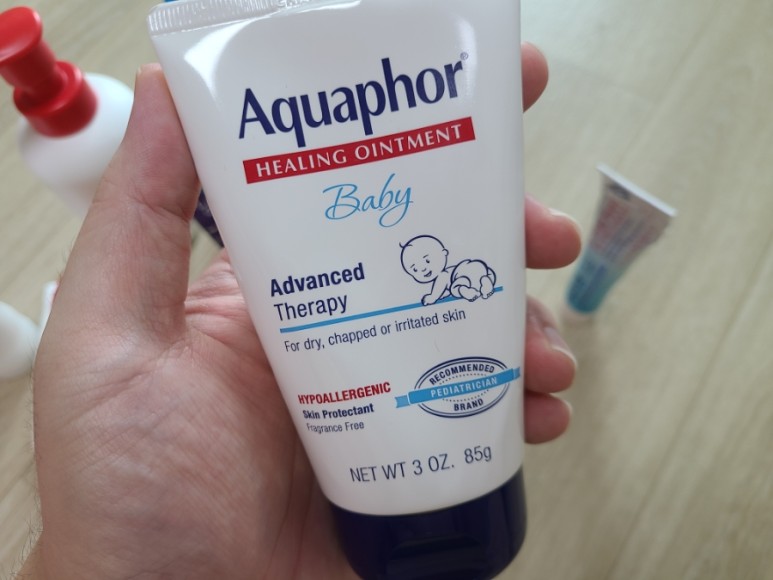 Aquaphor®
HEALING OINTMENT
Baby
Advanced
Therapy
For dry, chapped or irritated skin
HYPOALLERGENIC
Skin Protectant
Fragrance Free
RECOMMENDED
PEDIATRICIAN
BRAND
NET WT 3 OZ. 85g